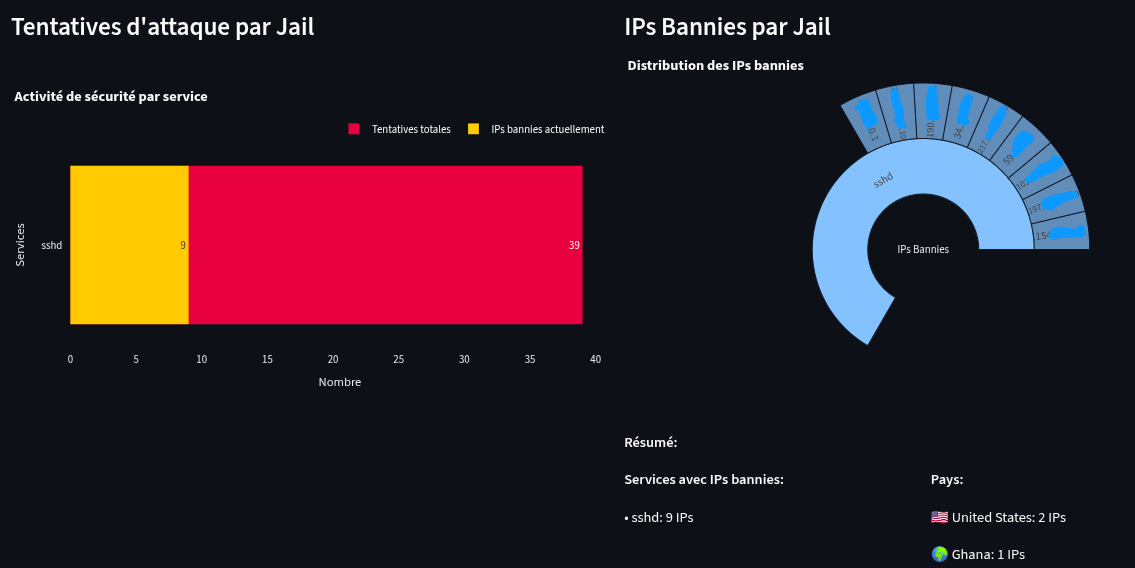 Tentatives d'attaque par Jail
Activité de sécurité par service
Tentatives totales
IPs bannies actuellement
Services
sshd
9
39
0 5 10 15 20 25 30 35 40
Nombre
IPs Bannies par Jail
Distribution des IPs bannies
0.1
190.
34.
59
197
154
sshd
IPs Bannies
Résumé:
Services avec IPs bannies:
• sshd: 9 IPs
Pays:
United States: 2 IPs
Ghana: 1 IPs